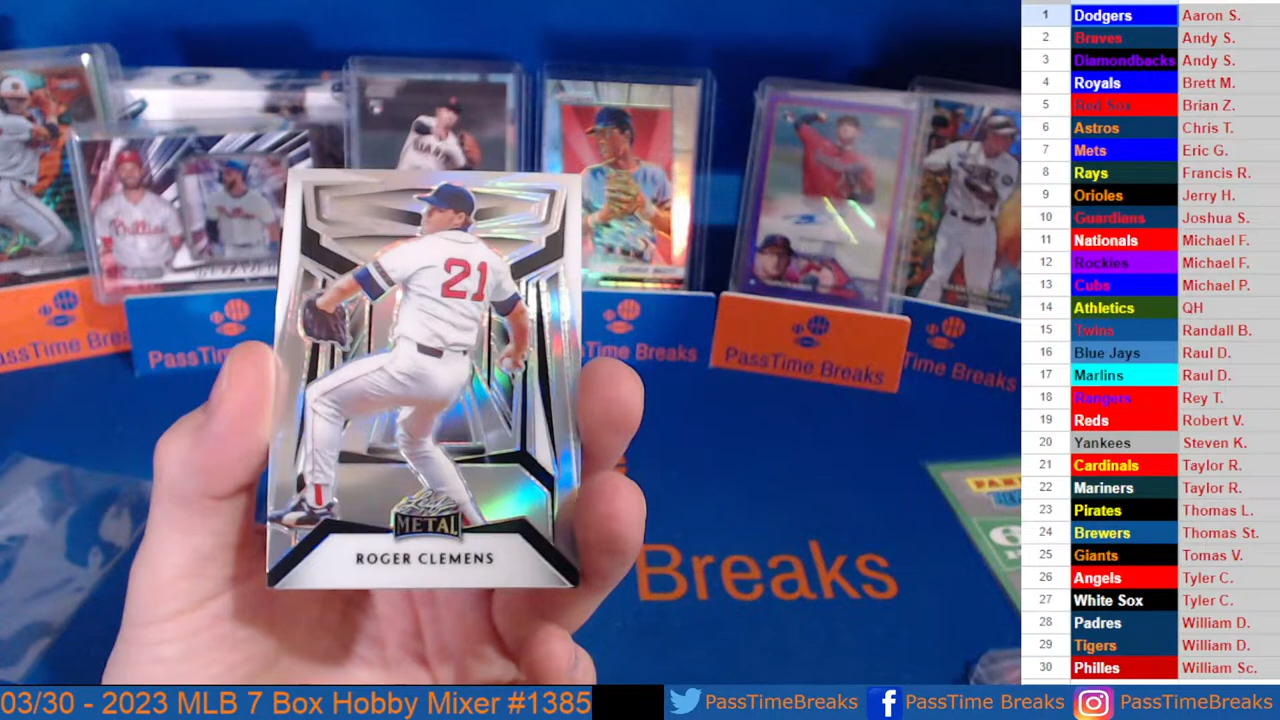 1 Dodgers Aaron S.
2 Braves Andy S.
3 Diamondbacks Andy S.
4 Royals Brett M.
5 Red Sox Brian Z.
6 Astros Chris T.
7 Mets Eric G.
8 Rays Francis R.
9 Orioles Jerry H.
10 Guardians Joshua S.
11 Nationals Michael F.
12 Rockies Michael F.
13 Cubs Michael P.
14 Athletics QH
15 Twins Randall B.
16 Blue Jays Raul D.
17 Marlins Raul D.
18 Rangers Rey T.
19 Reds Robert V.
20 Yankees Steven K.
21 Cardinals Taylor R.
22 Mariners Taylor R.
23 Pirates Thomas L.
24 Brewers Thomas St.
25 Giants Tomas V.
26 Angels Tyler C.
27 White Sox Tyler C.
28 Padres William D.
29 Tigers William D.
30 Philles William Sc.
GIANTS
Phillies
21
Leaf
METAL
ROGER CLEMENS
PassTime Breaks
PassTime Breaks
PassTime Breaks
Time Breaks
Breaks
03/30 - 2023 MLB 7 Box Hobby Mixer #1385
PassTimeBreaks
PassTime Breaks
PassTimeBreaks